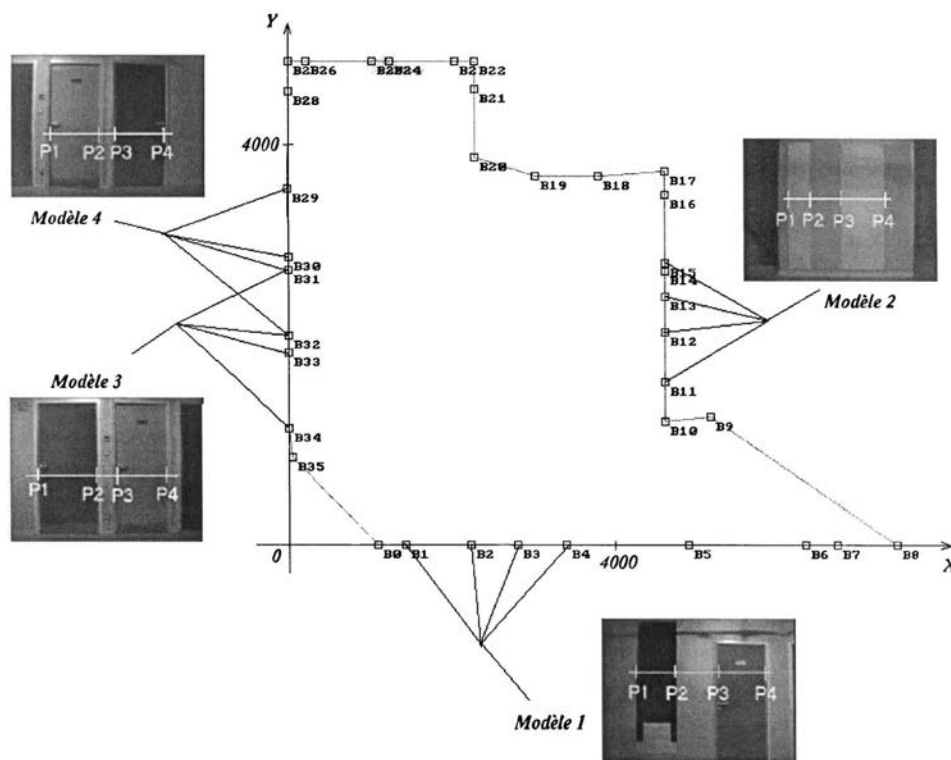 Y
B26 B22
B28
B21
4000
P1 P2 P3 P4
B20
B19
B18
B17
B16
B29
Modèle 4
P1 P2 P3 P4
B30
B31
B15
B14
B13
Modèle 2
B12
B32
B33
Modèle 3
B11
B10
B9
B34
B35
P1 P2 P3 P4
0
B0 B1 B2 B3 B4 4000 B5 B6 B7 B8 X
P1 P2 P3 P4
Modèle 1